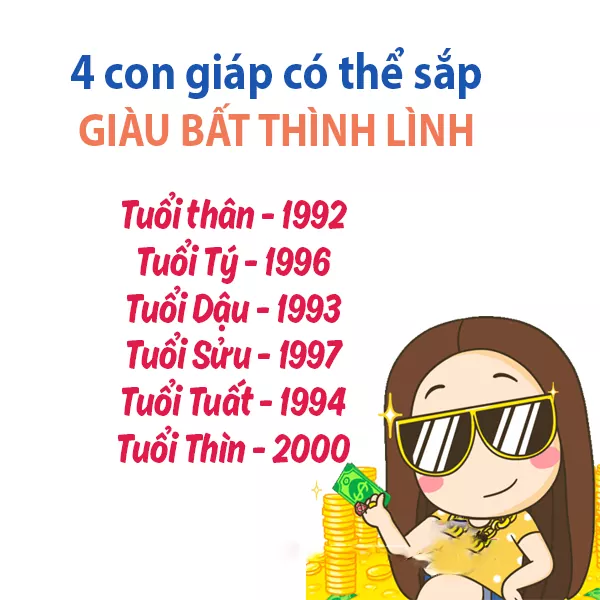 4 con giáp có thể sắp
GIÀU BẤT THÌNH LÌNH
Tuổi thân - 1992
Tuổi Tý - 1996
Tuổi Dậu - 1993
Tuổi Sửu - 1997
Tuổi Tuất - 1994
Tuổi Thìn - 2000